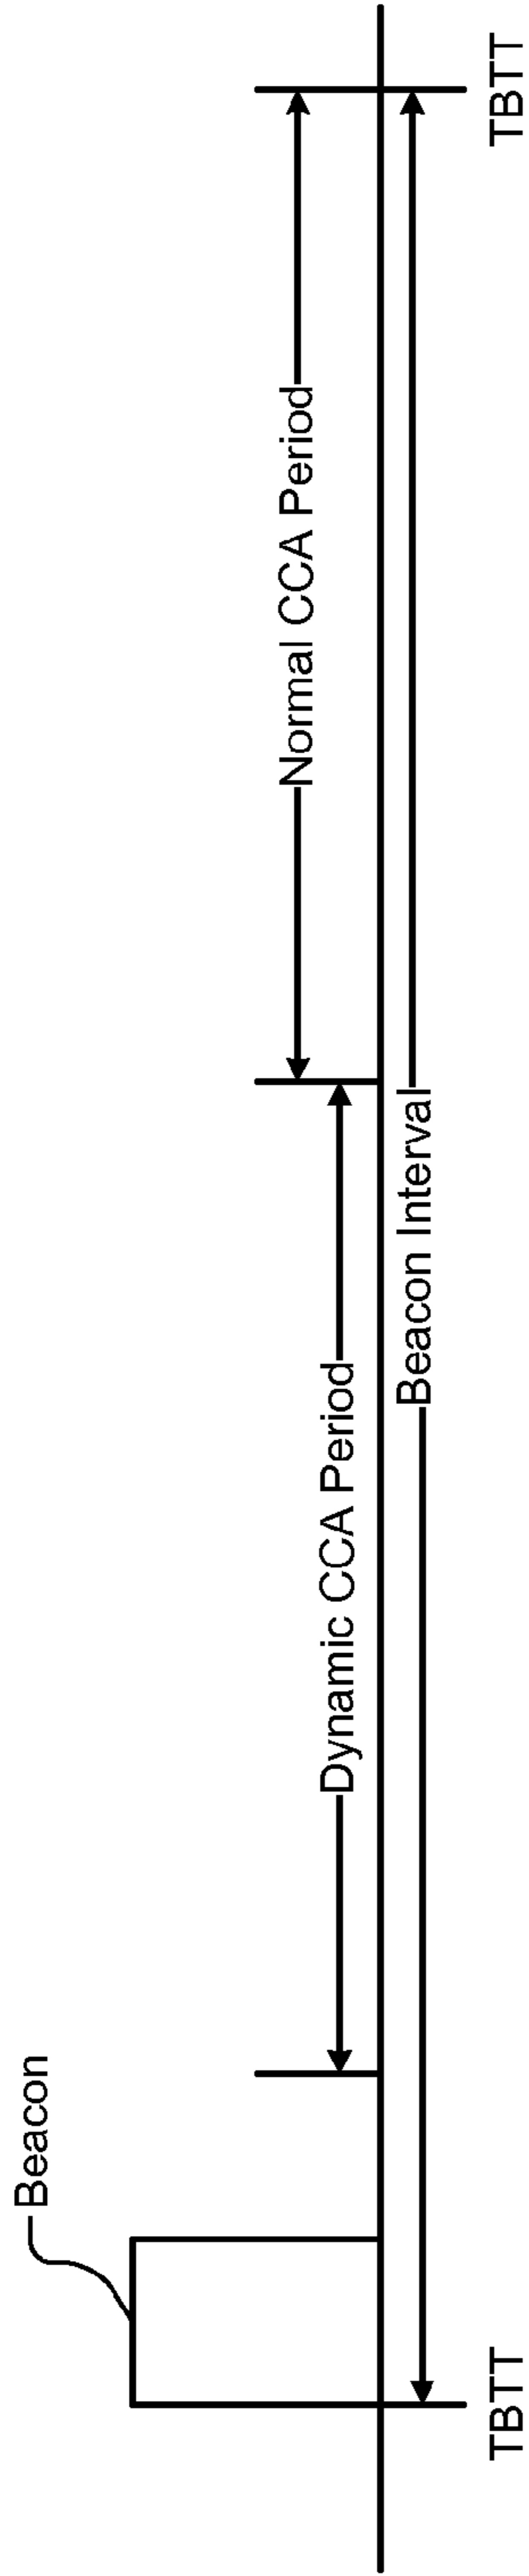 Beacon
Normal CCA Period
Dynamic CCA Period
Beacon Interval
TBTT
TBTT